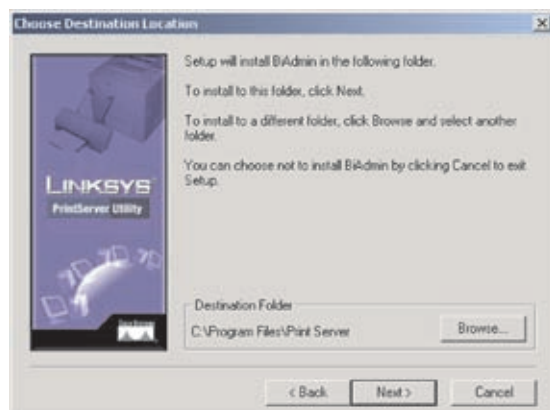 Choose Destination Location
Setup will install BiAdmin in the following folder.
To install to this folder, click Next.
To install to a different folder, click Browse and select another
folder.
You can choose not to install BiAdmin by clicking Cancel to exit
Setup.
LINKSYS
PrintServer Utility
Destination Folder
C:\Program Files\Print Server
Browse...
< Back
Next >
Cancel